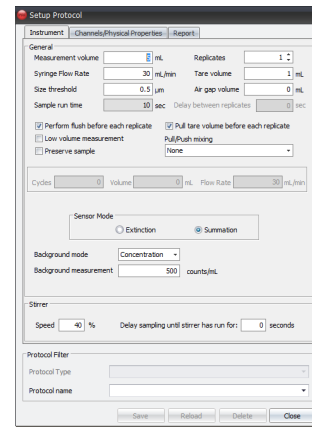 Setup Protocol
Instrument Channels/Physical Properties Report
General
Measurement volume mL Replicates 1
Syringe Flow Rate 30 mL/min Tare volume 1 mL
Size threshold 0.5 µm Air gap volume 0 mL
Sample run time 10 sec Delay between replicates 0 sec
Perform flush before each replicate Pull tare volume before each replicate
Low volume measurement Pull/Push mixing
Preserve sample None
Cycles 0 Volume 0 mL Flow Rate 30 mL/min
Sensor Mode
Extinction Summation
Background mode Concentration
Background measurement 500 counts/mL
Stirrer
Speed 40 % Delay sampling until stirrer has run for: 0 seconds
Protocol Filter
Protocol Type
Protocol name
Save Reload Delete Close